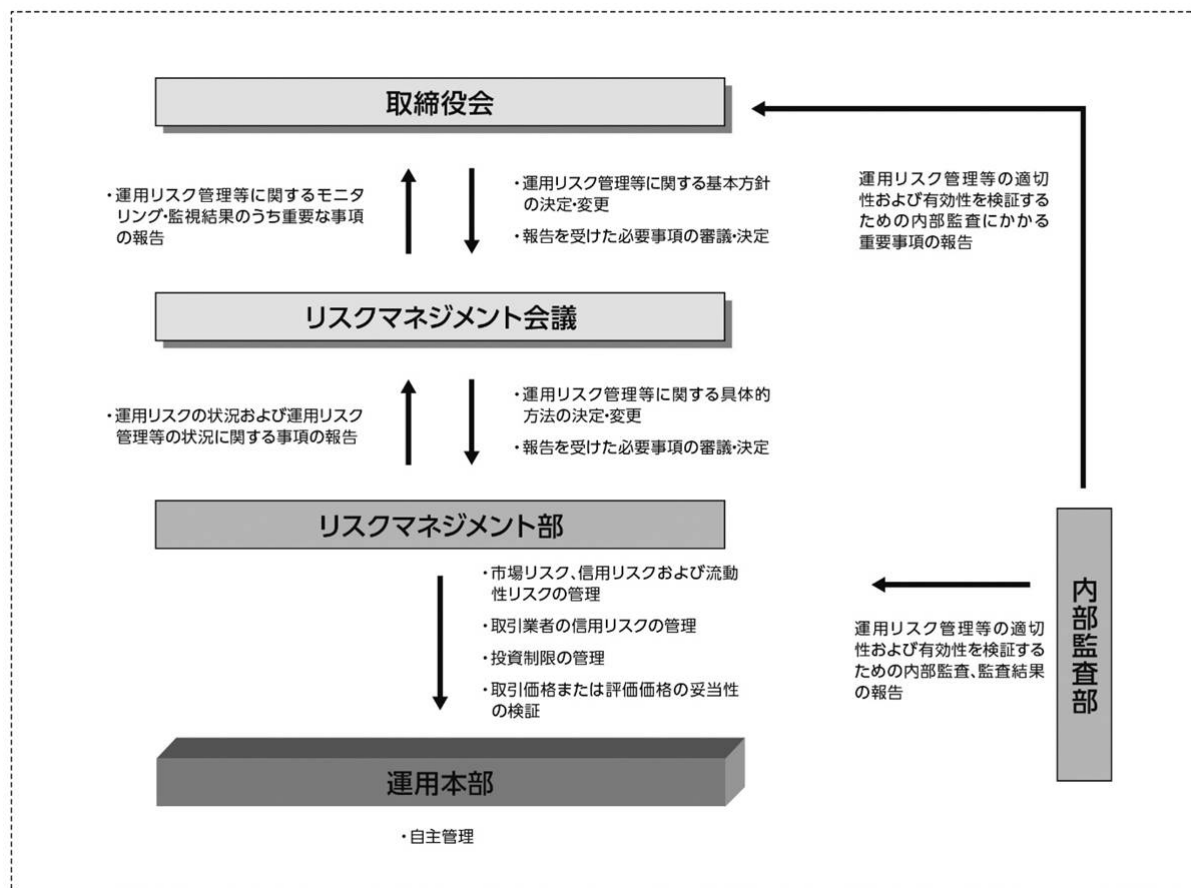 取締役会
・運用リスク管理等に関するモニタ
リング・監視結果のうち重要な事項
の報告
・運用リスク管理等に関する基本方針
の決定・変更
・報告を受けた必要事項の審議・決定
運用リスク管理等の適切
性および有効性を検証する
ための内部監査にかかる
重要事項の報告
リスクマネジメント会議
・運用リスクの状況および運用リスク
管理等の状況に関する事項の報告
・運用リスク管理等に関する具体的
方法の決定・変更
・報告を受けた必要事項の審議・決定
リスクマネジメント部
・市場リスク、信用リスクおよび流動
性リスクの管理
・取引業者の信用リスクの管理
・投資制限の管理
・取引価格または評価価格の妥当性
の検証
運用リスク管理等の適切
性および有効性を検証する
ための内部監査、監査結果
の報告
内部監査部
運用本部
・自主管理